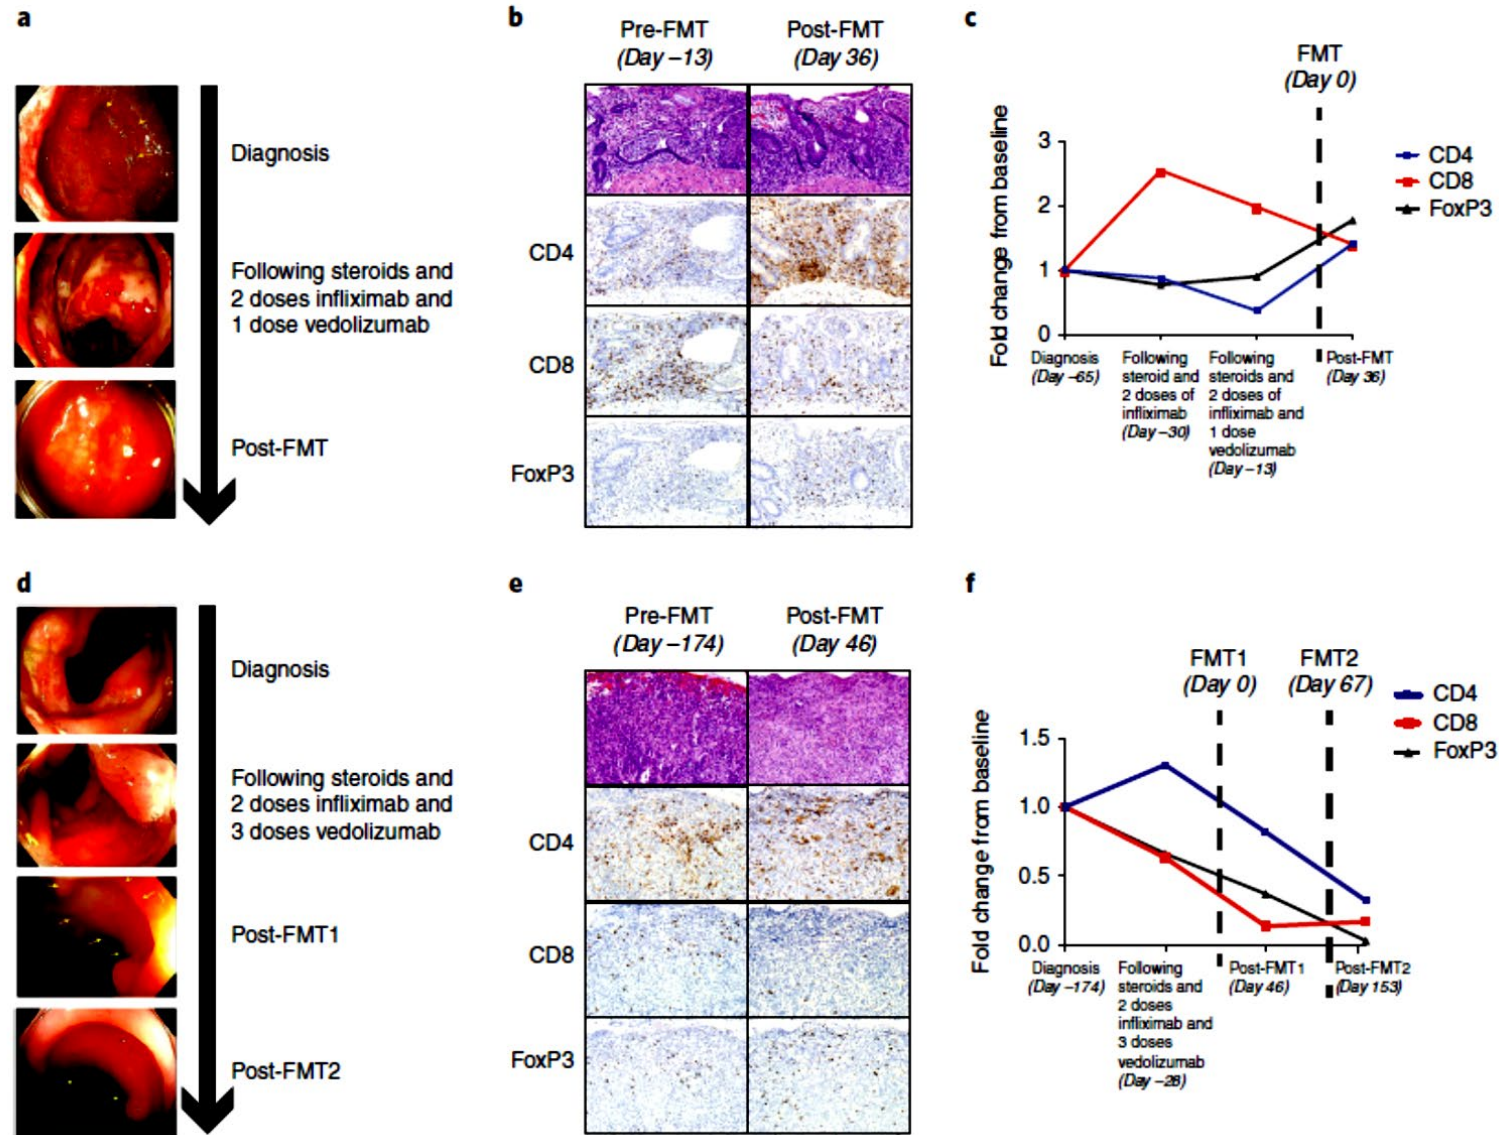 a
Diagnosis
Following steroids and
2 doses infliximab and
1 dose vedolizumab
Post-FMT
b
Pre-FMT
(Day –13)
Post-FMT
(Day 36)
CD4
CD8
FoxP3
c
FMT
(Day 0)
Fold change from baseline
3
2
1
0
CD4
CD8
FoxP3
Diagnosis
(Day –65)
Following
steroid and
2 doses of
infliximab
(Day –30)
Following
steroids and
2 doses of
infliximab and
1 dose
vedolizumab
(Day –13)
Post-FMT
(Day 36)
d
Diagnosis
Following steroids and
2 doses infliximab and
3 doses vedolizumab
Post-FMT1
Post-FMT2
e
Pre-FMT
(Day –174)
Post-FMT
(Day 46)
CD4
CD8
FoxP3
f
FMT1
(Day 0)
FMT2
(Day 67)
Fold change from baseline
1.5
1.0
0.5
0.0
CD4
CD8
FoxP3
Diagnosis
(Day –174)
Following
steroids and
2 doses
infliximab and
3 doses
vedolizumab
(Day –28)
Post-FMT1
(Day 46)
Post-FMT2
(Day 153)